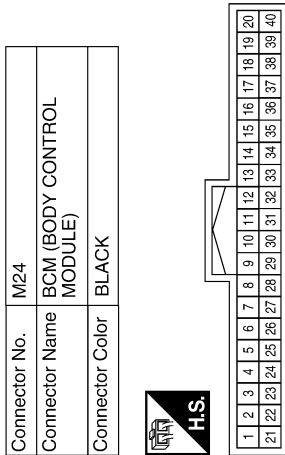 Connector No. M24
Connector Name BCM (BODY CONTROL
MODULE)
Connector Color BLACK
H.S.
1 2 3 4 5 6 7 8 9 10 11 12 13 14 15 16 17 18 19 20
21 22 23 24 25 26 27 28 29 30 31 32 33 34 35 36 37 38 39 40